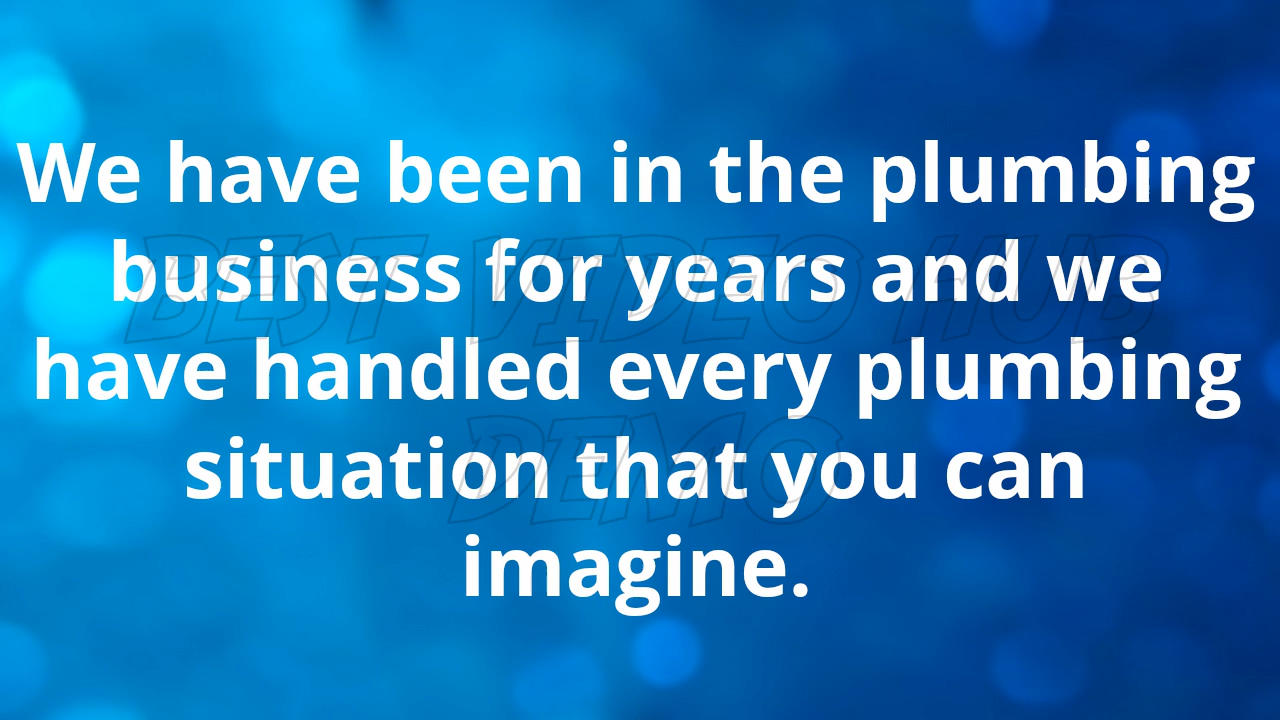 We have been in the plumbing
business for years and we
BEST VIDEO HUB
have handled every plumbing
situation that you can
DEMO
imagine.